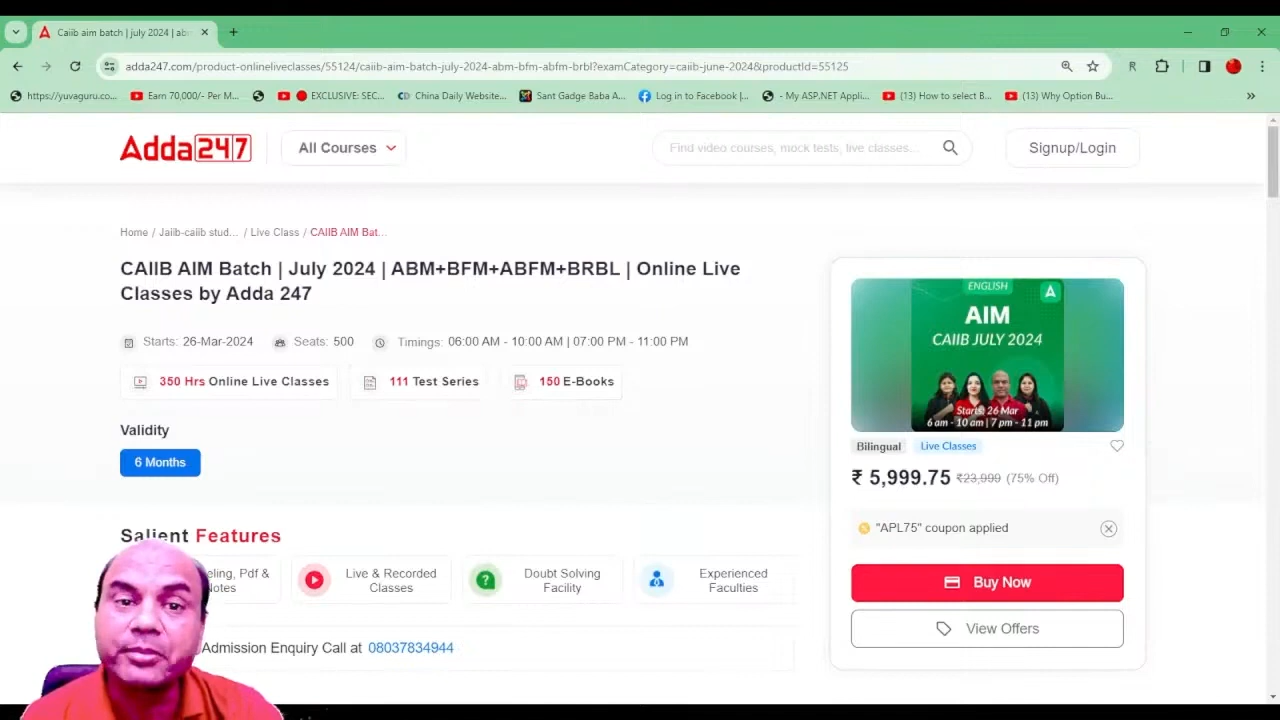 Caiib aim batch | july 2024 | ab
adda247.com/product-onlineliveclasses/55124/caiib-aim-batch-july-2024-abm-bfm-abfm-brbl?examCategory=caiib-june-2024&productId=55125
R
https://yuvaguru.co... Earn 70,000/- Per M... EXCLUSIVE: SEC... China Daily Website... Sant Gadge Baba A... Log in to Facebook |... - My ASP.NET Appli... (13) How to select B... (13) Why Option Bu... »
Adda247 All Courses Find video courses, mock tests, live classes... Signup/Login
Home / Jaiib-caiib stud... / Live Class / CAIIB AIM Bat...
CAIIB AIM Batch | July 2024 | ABM+BFM+ABFM+BRBL | Online Live
Classes by Adda 247
Starts: 26-Mar-2024 Seats: 500 Timings: 06:00 AM - 10:00 AM | 07:00 PM - 11:00 PM
350 Hrs Online Live Classes 111 Test Series 150 E-Books
Validity
6 Months
Salient Features
eling, Pdf &
otes
Live & Recorded
Classes
Doubt Solving
Facility
Experienced
Faculties
Admission Enquiry Call at 08037834944
ENGLISH
AIM
CAIIB JULY 2024
Starts: 26 Mar
6 am - 10 am | 7 pm - 11 pm
Bilingual Live Classes
₹ 5,999.75 ₹23,999 (75% Off)
"APL75" coupon applied
Buy Now
View Offers